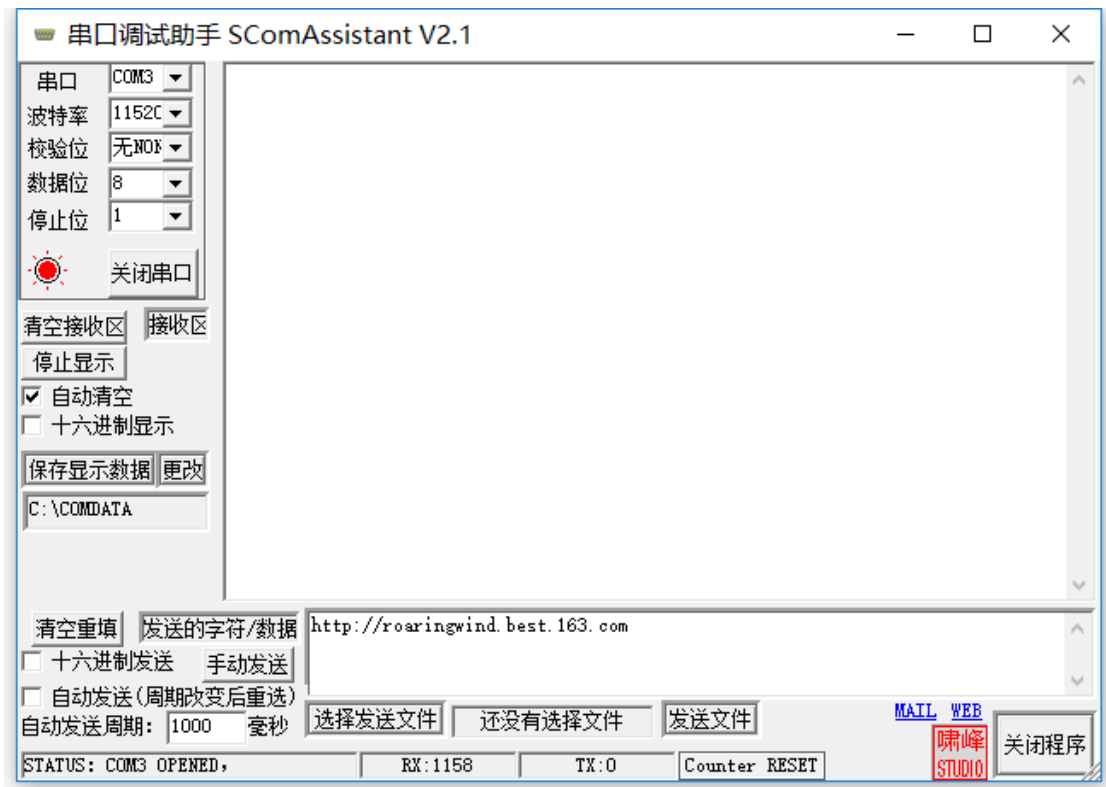 串口调试助手 SComAssistant V2.1
串口 COM3
波特率 11520
校验位 无NON
数据位 8
停止位 1
关闭串口
清空接收区 接收区
停止显示
自动清空
十六进制显示
保存显示数据 更改
C:\COMDATA
清空重填 发送的字符/数据 http://roaringwind.best.163.com
十六进制发送 手动发送
自动发送(周期改变后重选)
自动发送周期: 1000 毫秒 选择发送文件 还没有选择文件 发送文件 MAIL WEB
啸峰 STUDIO 关闭程序
STATUS: COM3 OPENED, RX:1158 TX:0 Counter RESET